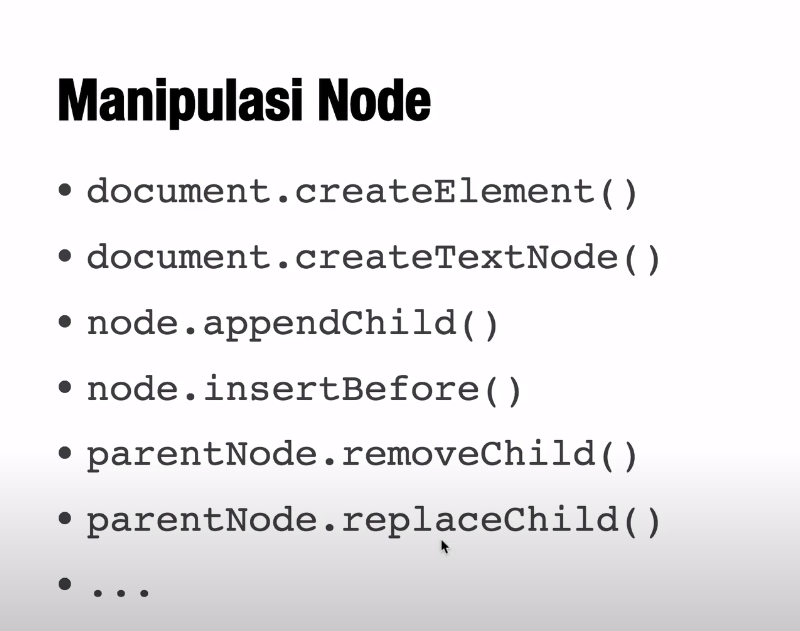 Manipulasi Node
• document.createElement()
• document.createTextNode()
• node.appendChild()
• node.insertBefore()
• parentNode.removeChild()
• parentNode.replaceChild()
• ...